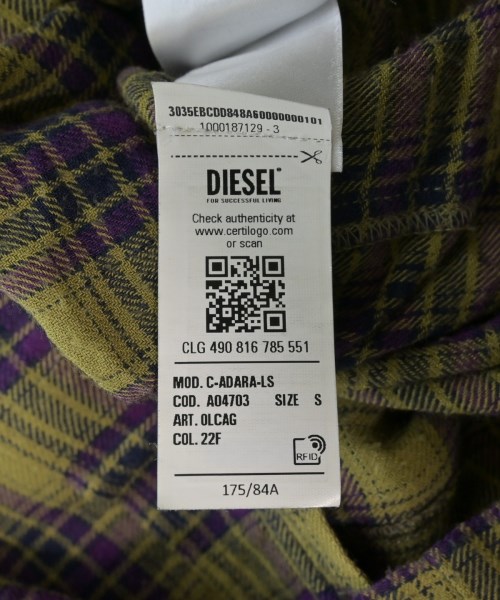 3035EBCDD848A60000000101
1000187129 - 3
DIESEL
FOR SUCCESSFUL LIVING
Check authenticity at
www.certilogo.com
or scan
CLG 490 816 785 551
MOD. C-ADARA-LS
COD. A04703 SIZE S
ART. 0LCAG
COL. 22F
RFID
175/84A